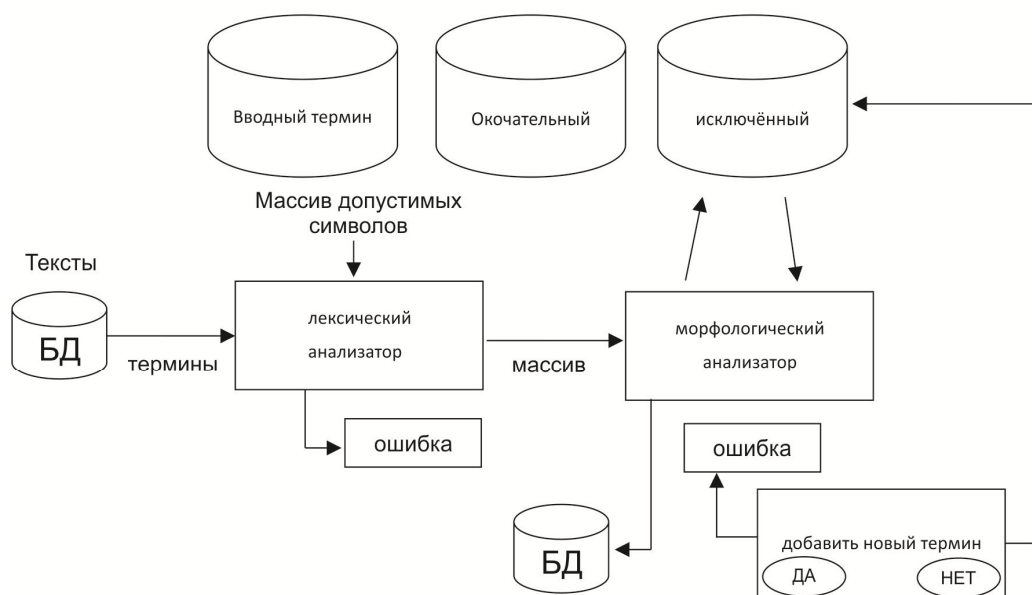 Вводный термин
Окочательный
исключённый
Массив допустимых
символов
Тексты
БД
термины
лексический
анализатор
массив
морфологический
анализатор
ошибка
ошибка
БД
добавить новый термин
ДА
НЕТ